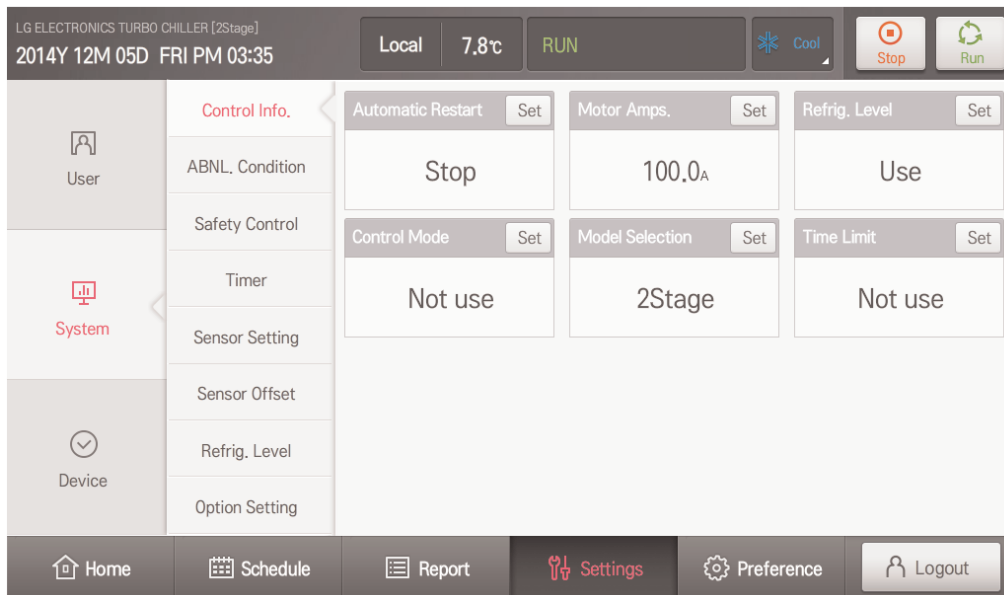 LG ELECTRONICS TURBO CHILLER [2Stage]
2014Y 12M 05D FRI PM 03:35
Local 7.8℃ RUN Cool Stop Run
User
System
Device
Control Info.
ABNL. Condition
Safety Control
Timer
Sensor Setting
Sensor Offset
Refrig. Level
Option Setting
Automatic Restart Set Motor Amps. Set Refrig. Level Set
Stop 100.0A Use
Control Mode Set Model Selection Set Time Limit Set
Not use 2Stage Not use
Home Schedule Report Settings Preference Logout